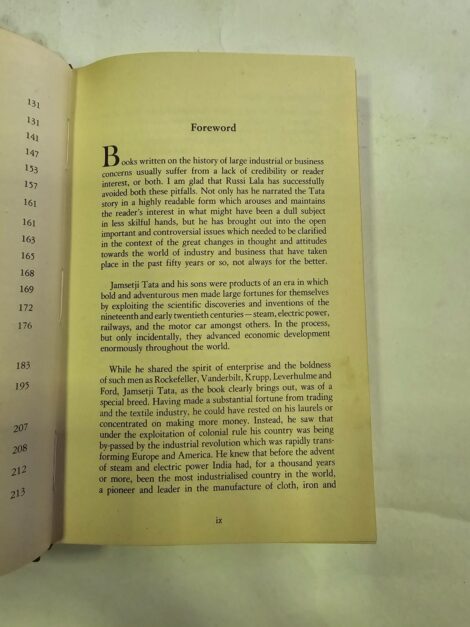 131
131
141
147
153
157
161
161
163
165
168
169
172
176
183
195
207
208
212
213
Foreword
Books written on the history of large industrial or business
concerns usually suffer from a lack of credibility or reader
interest, or both. I am glad that Russi Lala has successfully
avoided both these pitfalls. Not only has he narrated the Tata
story in a highly readable form which arouses and maintains
the reader's interest in what might have been a dull subject
in less skilful hands, but he has brought out into the open
important and controversial issues which needed to be clarified
in the context of the great changes in thought and attitudes
towards the world of industry and business that have taken
place in the past fifty years or so, not always for the better.
Jamsetji Tata and his sons were products of an era in which
bold and adventurous men made large fortunes for themselves
by exploiting the scientific discoveries and inventions of the
nineteenth and early twentieth centuries—steam, electric power,
railways, and the motor car amongst others. In the process,
but only incidentally, they advanced economic development
enormously throughout the world.
While he shared the spirit of enterprise and the boldness
of such men as Rockefeller, Vanderbilt, Krupp, Leverhulme and
Ford, Jamsetji Tata, as the book clearly brings out, was of a
special breed. Having made a substantial fortune from trading
and the textile industry, he could have rested on his laurels or
concentrated on making more money. Instead, he saw that
under the exploitation of colonial rule his country was being
by-passed by the industrial revolution which was rapidly trans-
forming Europe and America. He knew that before the advent
of steam and electric power India had, for a thousand years
or more, been the most industrialised country in the world,
a pioneer and leader in the manufacture of cloth, iron and
ix